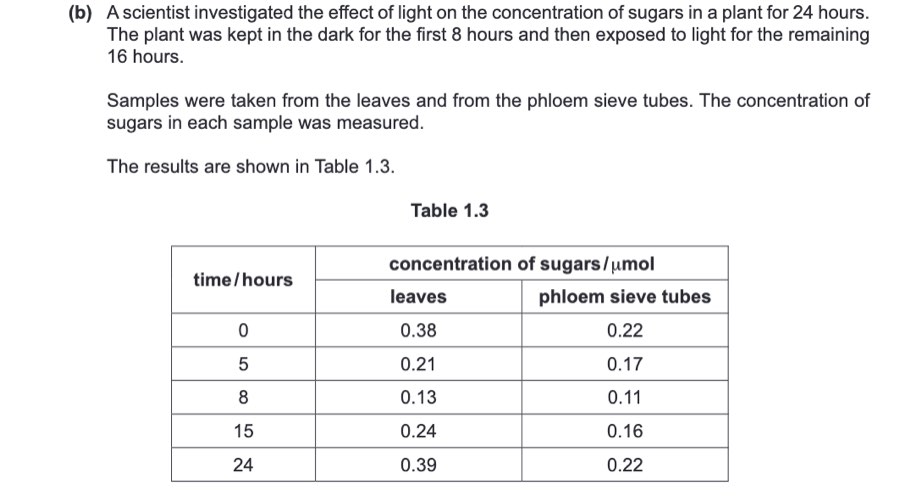 (b) A scientist investigated the effect of light on the concentration of sugars in a plant for 24 hours.
The plant was kept in the dark for the first 8 hours and then exposed to light for the remaining
16 hours.
Samples were taken from the leaves and from the phloem sieve tubes. The concentration of
sugars in each sample was measured.
The results are shown in Table 1.3.
Table 1.3
time/hours concentration of sugars/µmol
leaves phloem sieve tubes
0 0.38 0.22
5 0.21 0.17
8 0.13 0.11
15 0.24 0.16
24 0.39 0.22